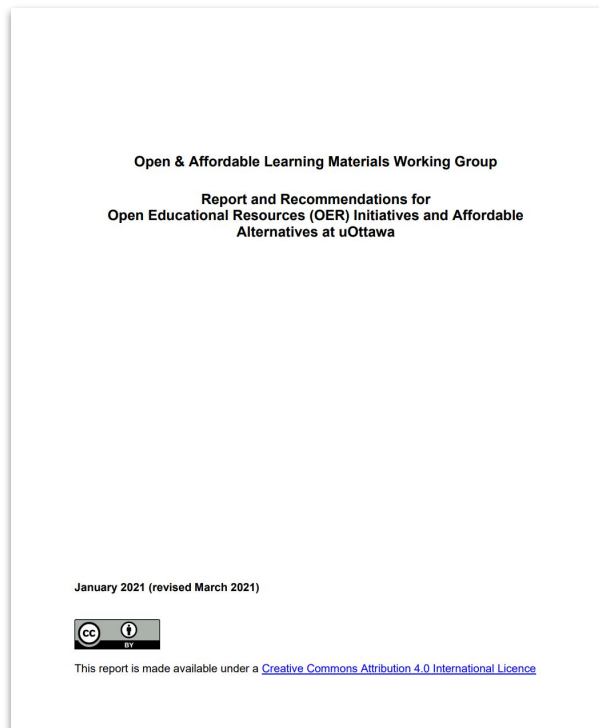 Open & Affordable Learning Materials Working Group
Report and Recommendations for
Open Educational Resources (OER) Initiatives and Affordable
Alternatives at uOttawa
January 2021 (revised March 2021)
cc
BY
This report is made available under a Creative Commons Attribution 4.0 International Licence